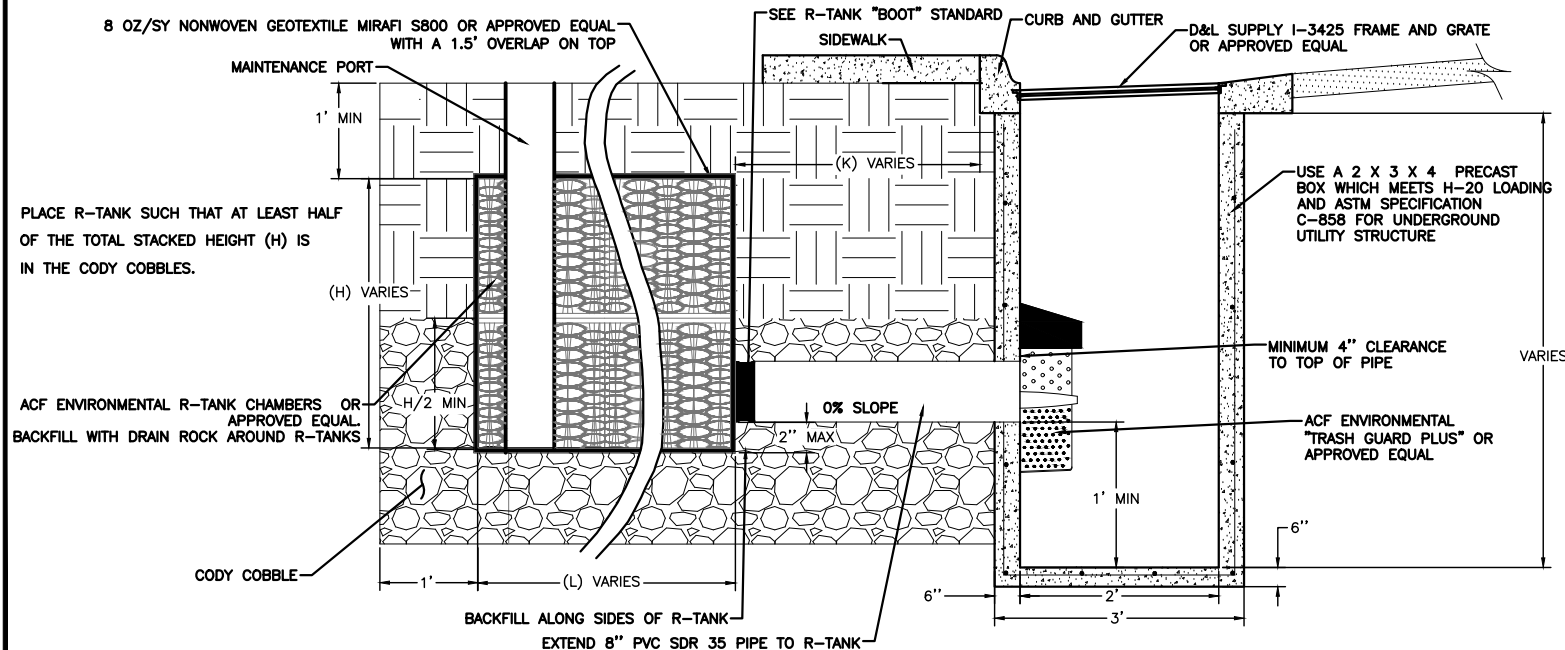 8 OZ/SY NONWOVEN GEOTEXTILE MIRAFI S800 OR APPROVED EQUAL
WITH A 1.5' OVERLAP ON TOP
SEE R-TANK "BOOT" STANDARD
CURB AND GUTTER
SIDEWALK
D&L SUPPLY I-3425 FRAME AND GRATE
OR APPROVED EQUAL
MAINTENANCE PORT
1' MIN
(K) VARIES
USE A 2 X 3 X 4 PRECAST
BOX WHICH MEETS H-20 LOADING
AND ASTM SPECIFICATION
C-858 FOR UNDERGROUND
UTILITY STRUCTURE
PLACE R-TANK SUCH THAT AT LEAST HALF
OF THE TOTAL STACKED HEIGHT (H) IS
IN THE CODY COBBLES.
(H) VARIES
MINIMUM 4" CLEARANCE
TO TOP OF PIPE
VARIES
ACF ENVIRONMENTAL R-TANK CHAMBERS OR
APPROVED EQUAL.
BACKFILL WITH DRAIN ROCK AROUND R-TANKS
H/2 MIN
0% SLOPE
2" MAX
ACF ENVIRONMENTAL
"TRASH GUARD PLUS" OR
APPROVED EQUAL
1' MIN
6"
CODY COBBLE
1'
(L) VARIES
6"
2'
3'
BACKFILL ALONG SIDES OF R-TANK
EXTEND 8" PVC SDR 35 PIPE TO R-TANK